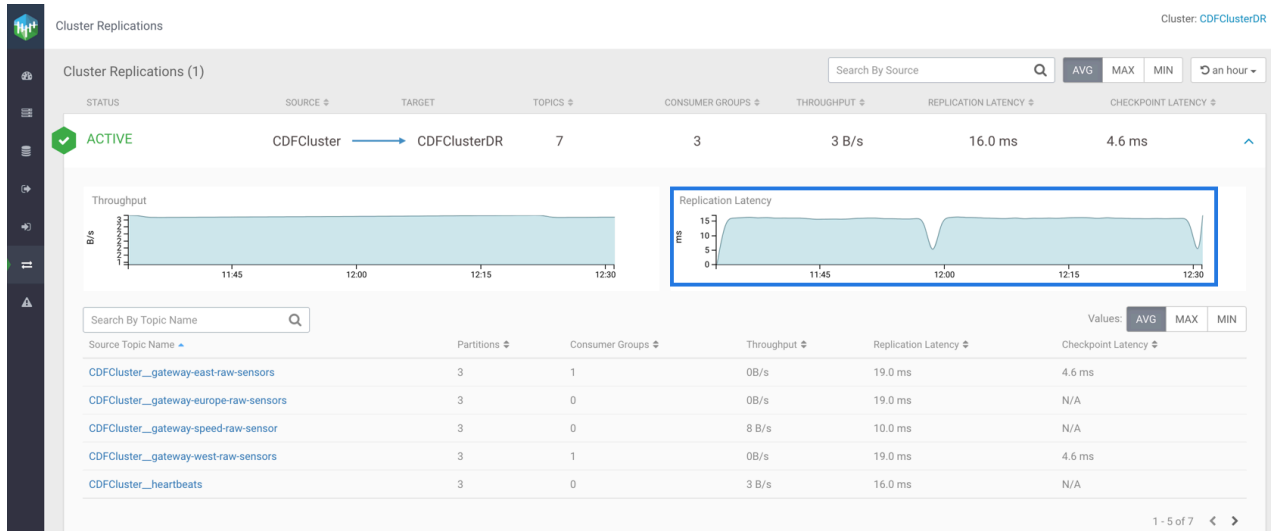 Cluster Replications
Cluster: CDFClusterDR
Cluster Replications (1)
Search By Source
AVG MAX MIN
an hour
STATUS SOURCE TARGET TOPICS CONSUMER GROUPS THROUGHPUT REPLICATION LATENCY CHECKPOINT LATENCY
ACTIVE CDFCluster CDFClusterDR 7 3 3 B/s 16.0 ms 4.6 ms
Throughput
B/s
3
3
2
2
2
2
1
11:45 12:00 12:15 12:30
Replication Latency
ms
15
10
5
0
11:45 12:00 12:15 12:30
Search By Topic Name
Values: AVG MAX MIN
Source Topic Name Partitions Consumer Groups Throughput Replication Latency Checkpoint Latency
CDFCluster__gateway-east-raw-sensors 3 1 0B/s 19.0 ms 4.6 ms
CDFCluster__gateway-europe-raw-sensors 3 0 0B/s 19.0 ms N/A
CDFCluster__gateway-speed-raw-sensor 3 0 8 B/s 10.0 ms N/A
CDFCluster__gateway-west-raw-sensors 3 1 0B/s 19.0 ms 4.6 ms
CDFCluster__heartbeats 3 0 3 B/s 16.0 ms N/A
1 - 5 of 7